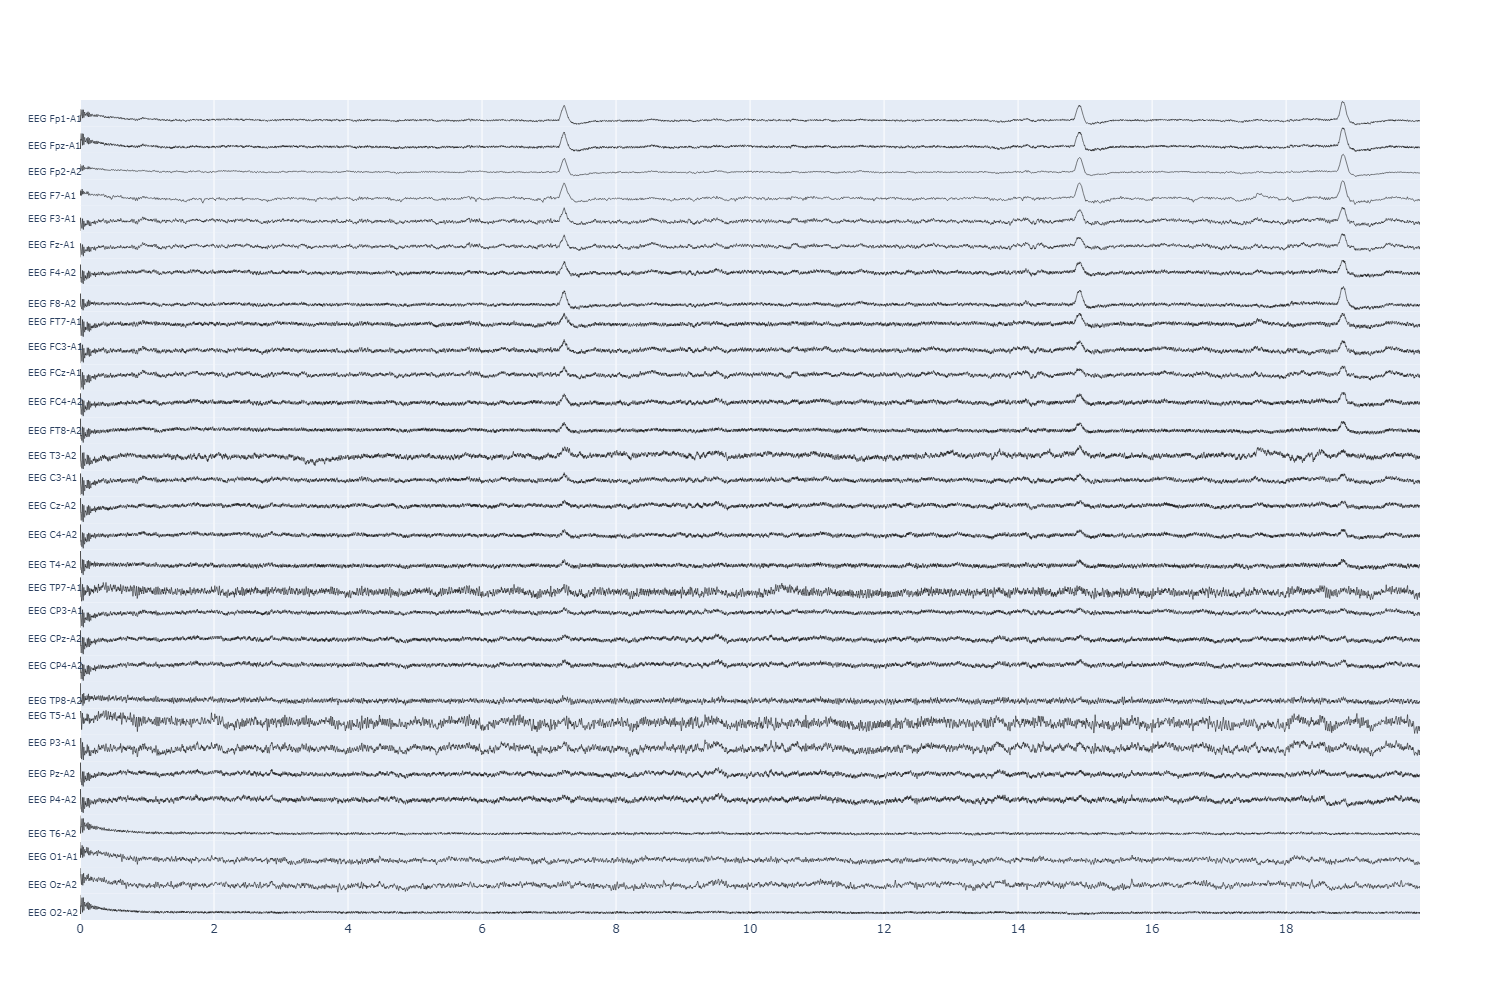 EEG Fp1-A1
EEG Fpz-A1
EEG Fp2-A2
EEG F7-A1
EEG F3-A1
EEG Fz-A1
EEG F4-A2
EEG F8-A2
EEG FT7-A1
EEG FC3-A1
EEG FCz-A1
EEG FC4-A2
EEG FT8-A2
EEG T3-A2
EEG C3-A1
EEG Cz-A2
EEG C4-A2
EEG T4-A2
EEG TP7-A1
EEG CP3-A1
EEG CPz-A2
EEG CP4-A2
EEG TP8-A2
EEG T5-A1
EEG P3-A1
EEG Pz-A2
EEG P4-A2
EEG T6-A2
EEG O1-A1
EEG Oz-A2
EEG O2-A2
0 2 4 6 8 10 12 14 16 18